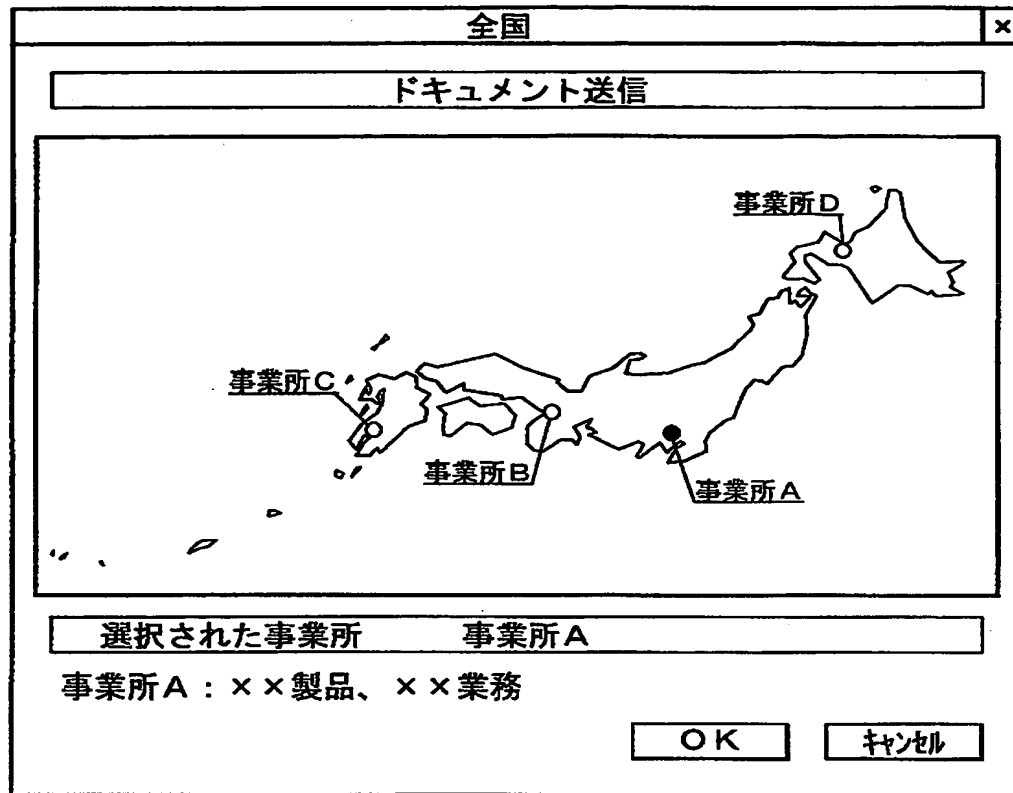 全国 ×
ドキュメント送信
事業所D
事業所C
事業所B
事業所A
選択された事業所 事業所A
事業所A：××製品、××業務
OK ｷｬﾝｾﾙ